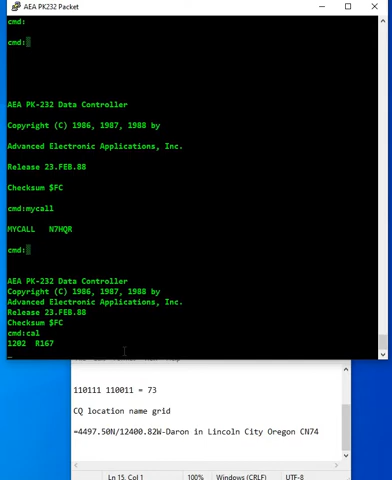 AEA PK232 Packet
cmd:
cmd:
AEA PK-232 Data Controller
Copyright (C) 1986, 1987, 1988 by
Advanced Electronic Applications, Inc.
Release 23.FEB.88
Checksum $FC
cmd:mycall
MYCALL N7HQR
cmd:
AEA PK-232 Data Controller
Copyright (C) 1986, 1987, 1988 by
Advanced Electronic Applications, Inc.
Release 23.FEB.88
Checksum $FC
cmd:cal
1202 R167
110111 110011 = 73
CQ location name grid
=4497.50N/12400.82W-Daron in Lincoln City Oregon CN74
Ln 15, Col 1 100% Windows (CRLF) UTF-8